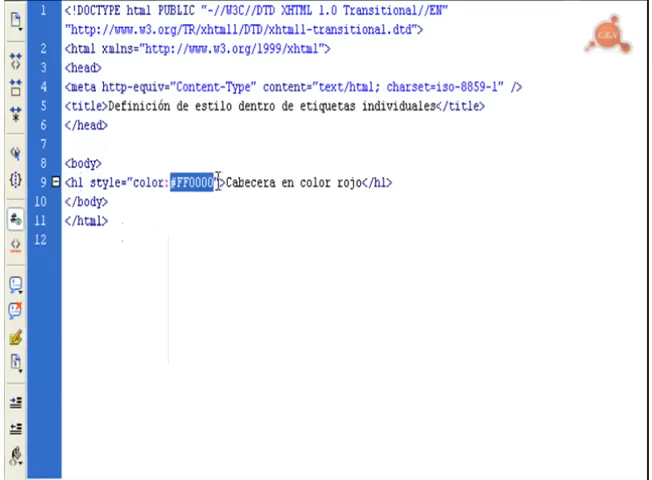 1 <!DOCTYPE html PUBLIC "-//W3C//DTD XHTML 1.0 Transitional//EN"
"http://www.w3.org/TR/xhtml1/DTD/xhtml1-transitional.dtd">
2 <html xmlns="http://www.w3.org/1999/xhtml">
3 <head>
4 <meta http-equiv="Content-Type" content="text/html; charset=iso-8859-1" />
5 <title>Definición de estilo dentro de etiquetas individuales</title>
6 </head>
7
8 <body>
9 <h1 style="color:#FF0000">Cabecera en color rojo</h1>
10 </body>
11 </html>
12